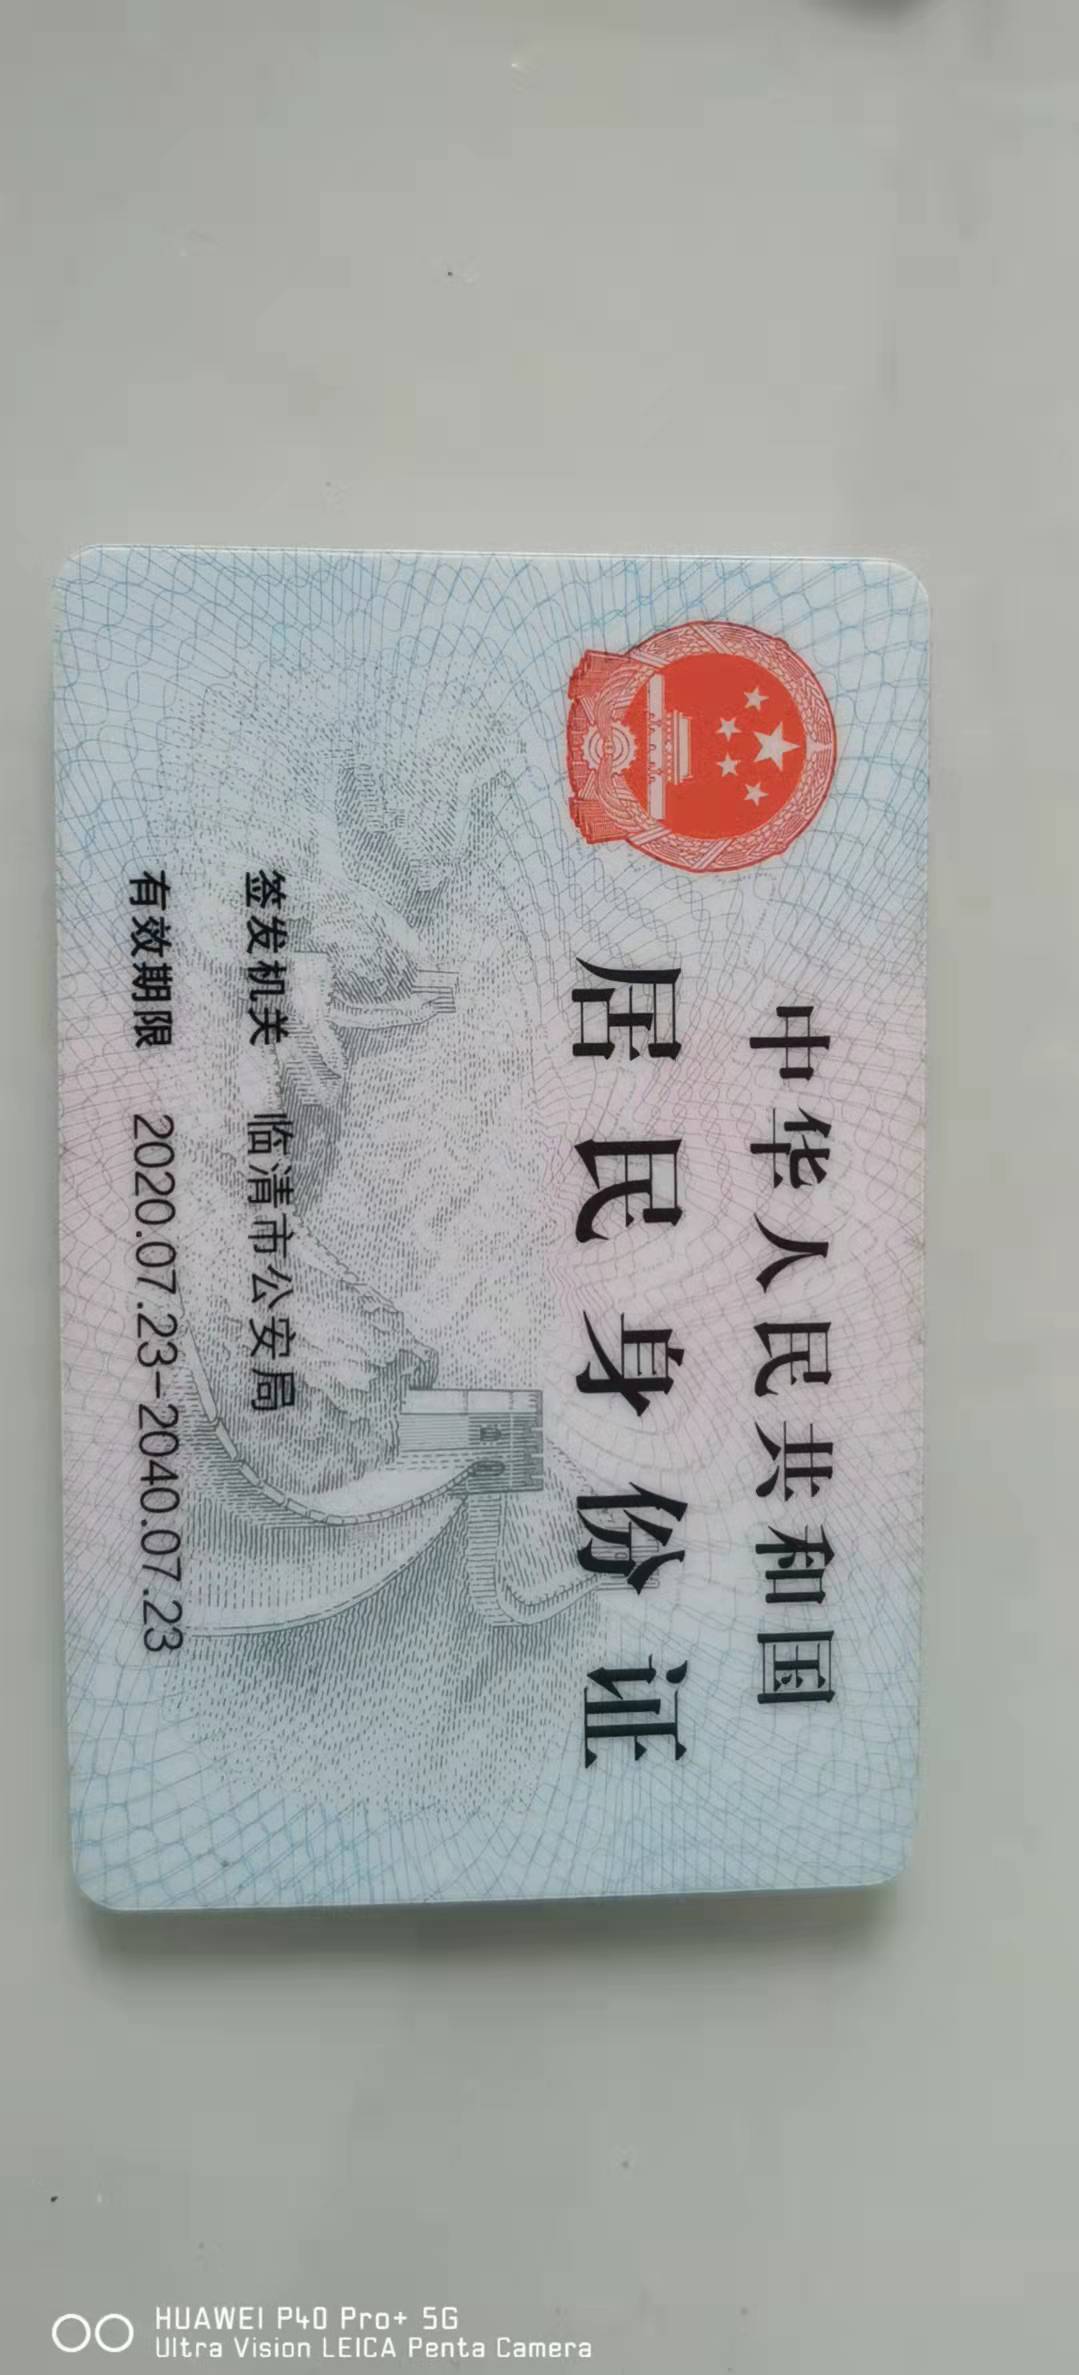 中华人民共和国
居民身份证
签发机关 临清市公安局
有效期限 2020.07.23-2040.07.23
HUAWEI P40 Pro+ 5G
Ultra Vision LEICA Penta Camera